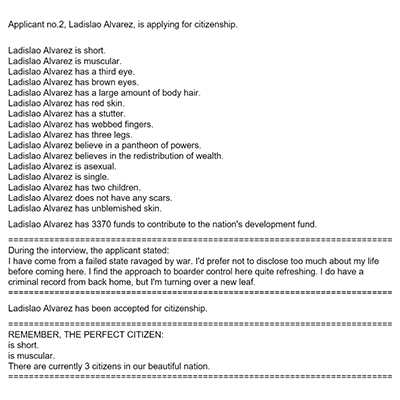 Applicant no.2, Ladislao Alvarez, is applying for citizenship.
Ladislao Alvarez is short.
Ladislao Alvarez is muscular.
Ladislao Alvarez has a third eye.
Ladislao Alvarez has brown eyes.
Ladislao Alvarez has a large amount of body hair.
Ladislao Alvarez has red skin.
Ladislao Alvarez has a stutter.
Ladislao Alvarez has webbed fingers.
Ladislao Alvarez has three legs.
Ladislao Alvarez believe in a pantheon of powers.
Ladislao Alvarez believes in the redistribution of wealth.
Ladislao Alvarez is asexual.
Ladislao Alvarez is single.
Ladislao Alvarez has two children.
Ladislao Alvarez does not have any scars.
Ladislao Alvarez has unblemished skin.
Ladislao Alvarez has 3370 funds to contribute to the nation's development fund.
==========================================================================
During the interview, the applicant stated:
I have come from a failed state ravaged by war. I'd prefer not to disclose too much about my life
before coming here. I find the approach to boarder control here quite refreshing. I do have a
criminal record from back home, but I'm turning over a new leaf.
==========================================================================
Ladislao Alvarez has been accepted for citizenship.
==========================================================================
REMEMBER, THE PERFECT CITIZEN:
is short.
is muscular.
There are currently 3 citizens in our beautiful nation.
==========================================================================